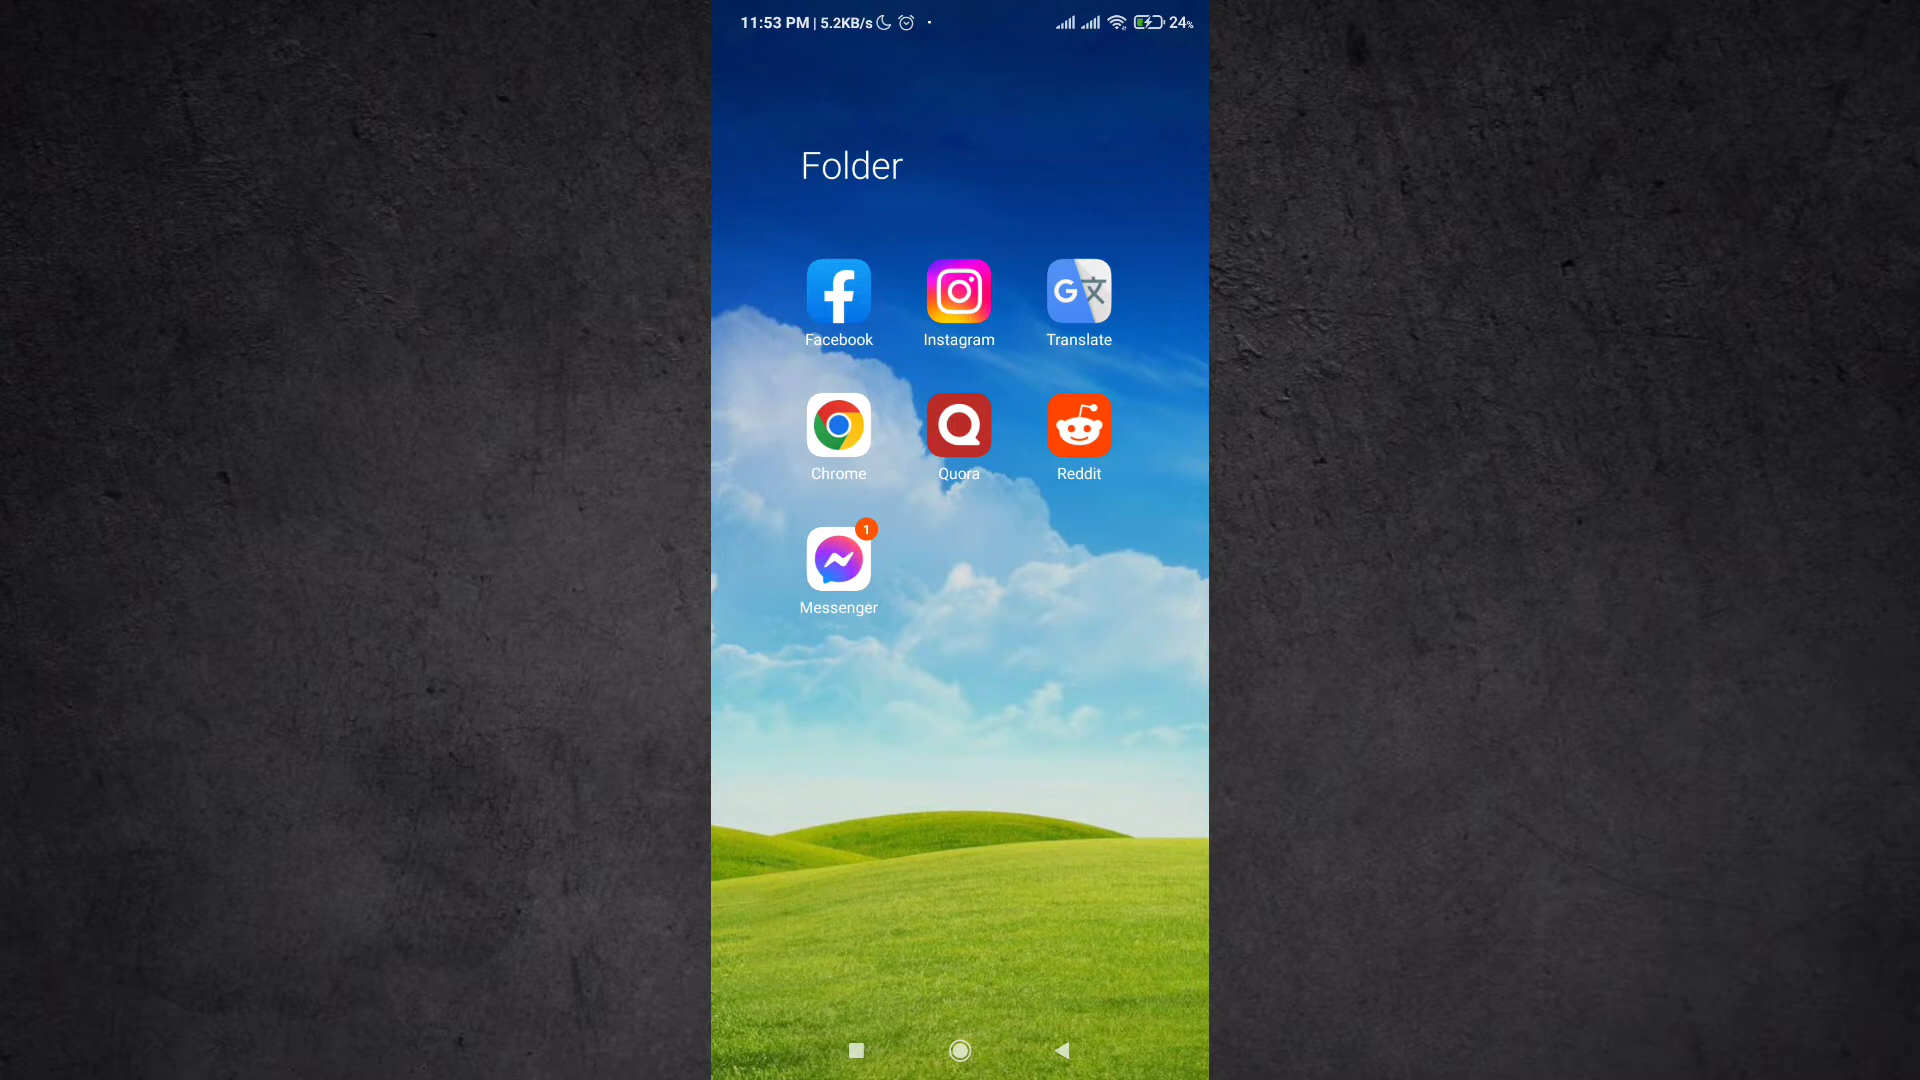 11:53 PM | 5.2KB/s 24%
Folder
Facebook Instagram Translate
Chrome Quora Reddit
1
Messenger